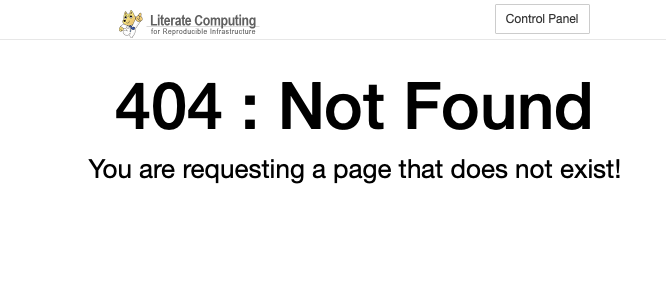 Literate Computing
for Reproducible Infrastructure
Control Panel
404 : Not Found
You are requesting a page that does not exist!